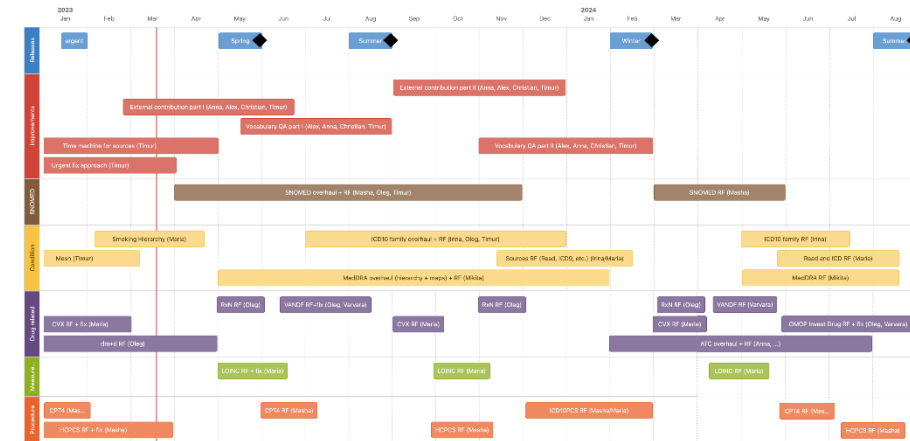 2023
2024
Jan Feb Mar Apr May Jun Jul Aug Sep Oct Nov Dec Jan Feb Mar Apr May Jun Jul Aug
Releases
ergent
Spring
Summer
Winter
Summer
Improvements
External contribution part II (Anna, Alex, Christian, Timur)
External contribution part I (Anna, Alex, Christian, Timur)
Vocabulary QA part I (Alex, Anna, Christian, Timur)
Time machine for sources (Timur)
Vocabulary QA part II (Alex, Anna, Christian, Timur)
Urgent fix approach (Timur)
SNOMED
SNOMED overhaul + RF (Masha, Oleg, Timur)
SNOMED RF (Masha)
Condition
Smoking Hierarchy (Maria)
ICD10 family overhaul + RF (Irina, Oleg, Timur)
ICD10 family RF (Irina)
Mesh (Timur)
Sources RF (Read, ICD9, etc.) (Irina/Maria)
Read and ICD RF (Maria)
MedDRA overhaul (hierarchy + maps) + RF (Mikita)
MedDRA RF (Mikita)
Drug related
RxN RF (Oleg)
VANDF RF+fix (Oleg, Varvara)
RxN RF (Oleg)
RxN RF (Oleg)
VANDF RF (Varvara)
CVX RF + fix (Maria)
CVX RF (Maria)
CVX RF (Maria)
OMOP Invest Drug RF + fix (Oleg, Varvara)
dm+d RF (Oleg)
ATC overhaul + RF (Anna, ...)
Measure...
LOINC RF + fix (Maria)
LOINC RF (Maria)
LOINC RF (Maria)
Procedure
CPT4 (Mas...
CPT4 RF (Masha)
ICD10PCS RF (Masha/Maria)
CPT4 RF (Mas...
HCPCS RF + fix (Masha)
HCPCS RF (Masha)
HCPCS RF (Masha)